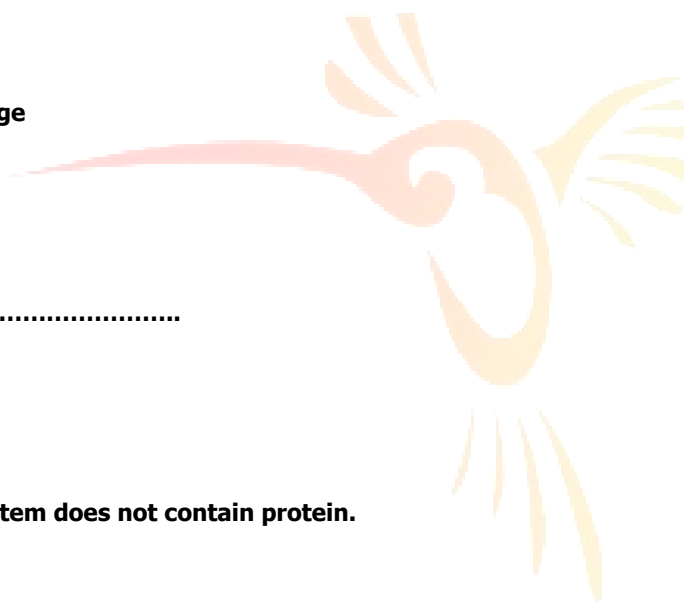 ge
........................
tem does not contain protein.